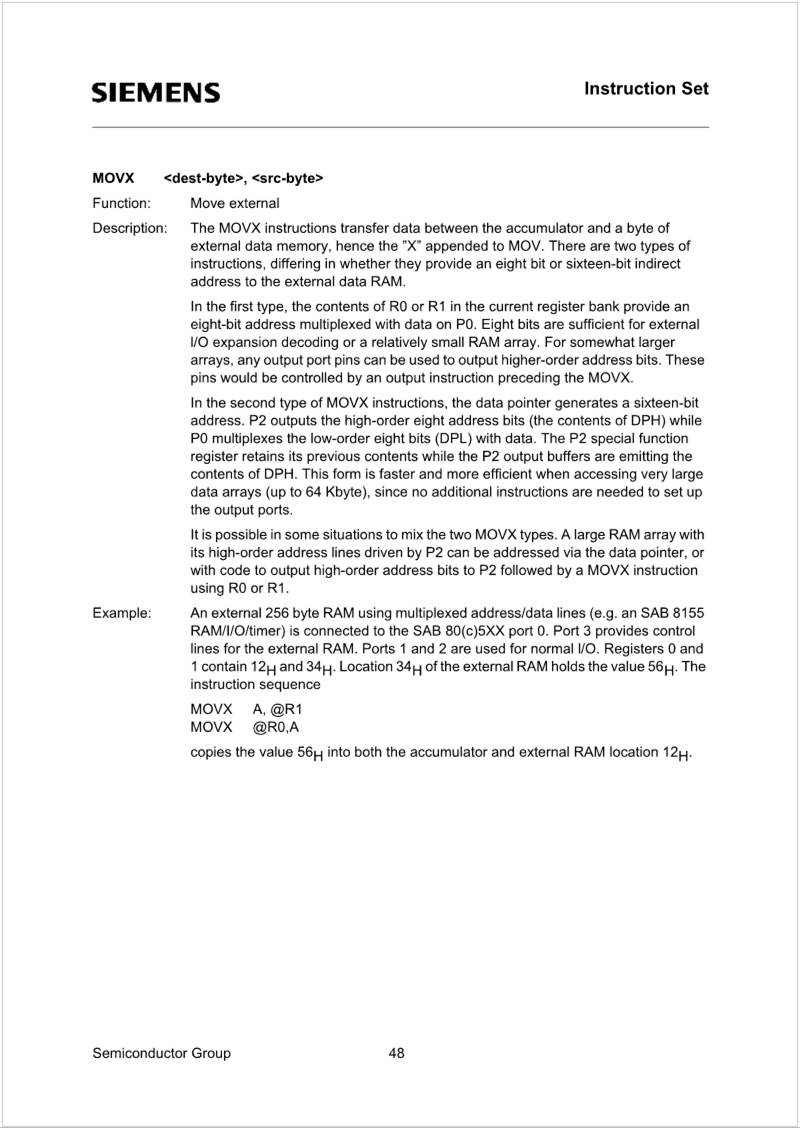 SIEMENS
Instruction Set
MOVX <dest-byte>, <src-byte>
Function: Move external
Description: The MOVX instructions transfer data between the accumulator and a byte of
external data memory, hence the ”X” appended to MOV. There are two types of
instructions, differing in whether they provide an eight bit or sixteen-bit indirect
address to the external data RAM.
In the first type, the contents of R0 or R1 in the current register bank provide an
eight-bit address multiplexed with data on P0. Eight bits are sufficient for external
I/O expansion decoding or a relatively small RAM array. For somewhat larger
arrays, any output port pins can be used to output higher-order address bits. These
pins would be controlled by an output instruction preceding the MOVX.
In the second type of MOVX instructions, the data pointer generates a sixteen-bit
address. P2 outputs the high-order eight address bits (the contents of DPH) while
P0 multiplexes the low-order eight bits (DPL) with data. The P2 special function
register retains its previous contents while the P2 output buffers are emitting the
contents of DPH. This form is faster and more efficient when accessing very large
data arrays (up to 64 Kbyte), since no additional instructions are needed to set up
the output ports.
It is possible in some situations to mix the two MOVX types. A large RAM array with
its high-order address lines driven by P2 can be addressed via the data pointer, or
with code to output high-order address bits to P2 followed by a MOVX instruction
using R0 or R1.
Example: An external 256 byte RAM using multiplexed address/data lines (e.g. an SAB 8155
RAM/I/O/timer) is connected to the SAB 80(c)5XX port 0. Port 3 provides control
lines for the external RAM. Ports 1 and 2 are used for normal I/O. Registers 0 and
1 contain 12H and 34H. Location 34H of the external RAM holds the value 56H. The
instruction sequence
MOVX A, @R1
MOVX @R0,A
copies the value 56H into both the accumulator and external RAM location 12H.
Semiconductor Group 48